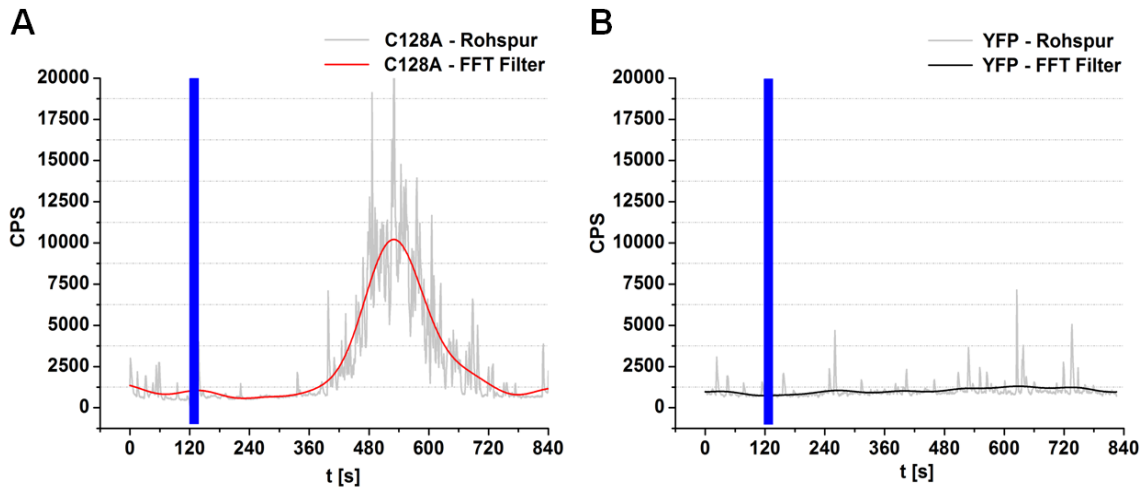 A
C128A - Rohspur
C128A - FFT Filter
20000
17500
15000
12500
10000
7500
5000
2500
0
CPS
0 120 240 360 480 600 720 840
t [s]
B
YFP - Rohspur
YFP - FFT Filter
20000
17500
15000
12500
10000
7500
5000
2500
0
CPS
0 120 240 360 480 600 720 840
t [s]